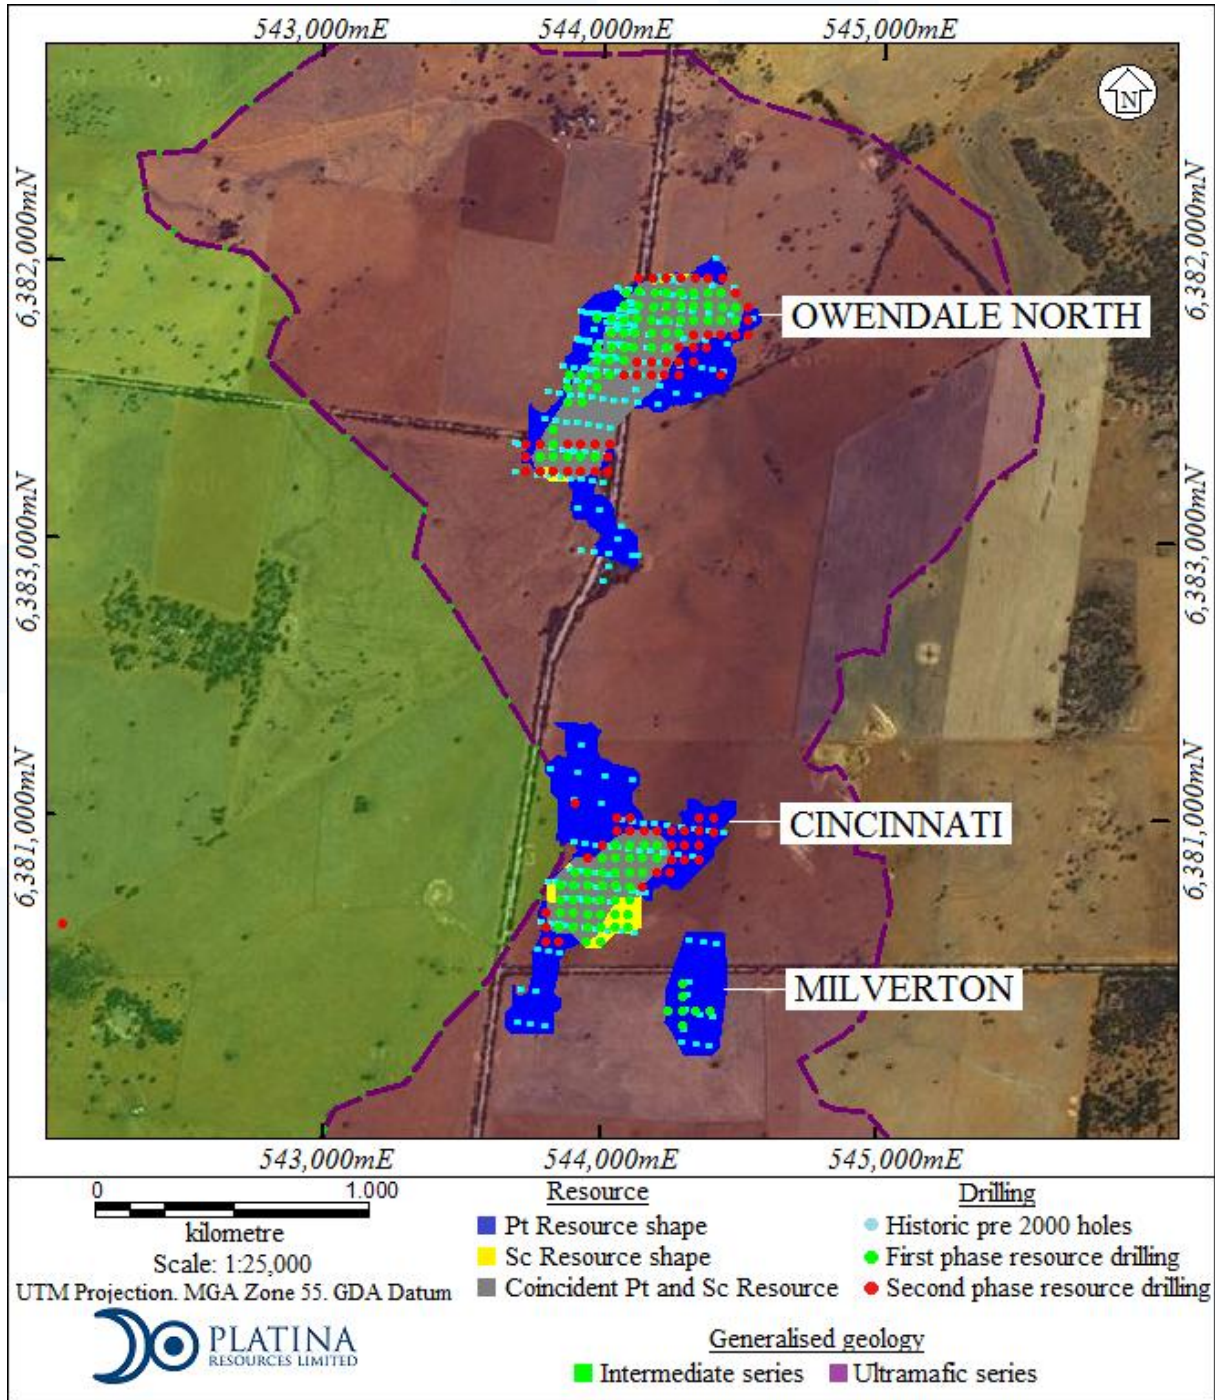 543,000mE
544,000mE
545,000mE
N
6,382,000mN
6,382,000mN
OWENDALE NORTH
6,383,000mN
6,383,000mN
6,381,000mN
6,381,000mN
CINCINNATI
MILVERTON
543,000mE
544,000mE
545,000mE
0 1.000
kilometre
Scale: 1:25,000
UTM Projection. MGA Zone 55. GDA Datum
PLATINA
RESOURCES LIMITED
Resource
Pt Resource shape
Sc Resource shape
Coincident Pt and Sc Resource
Drilling
Historic pre 2000 holes
First phase resource drilling
Second phase resource drilling
Generalised geology
Intermediate series
Ultramafic series